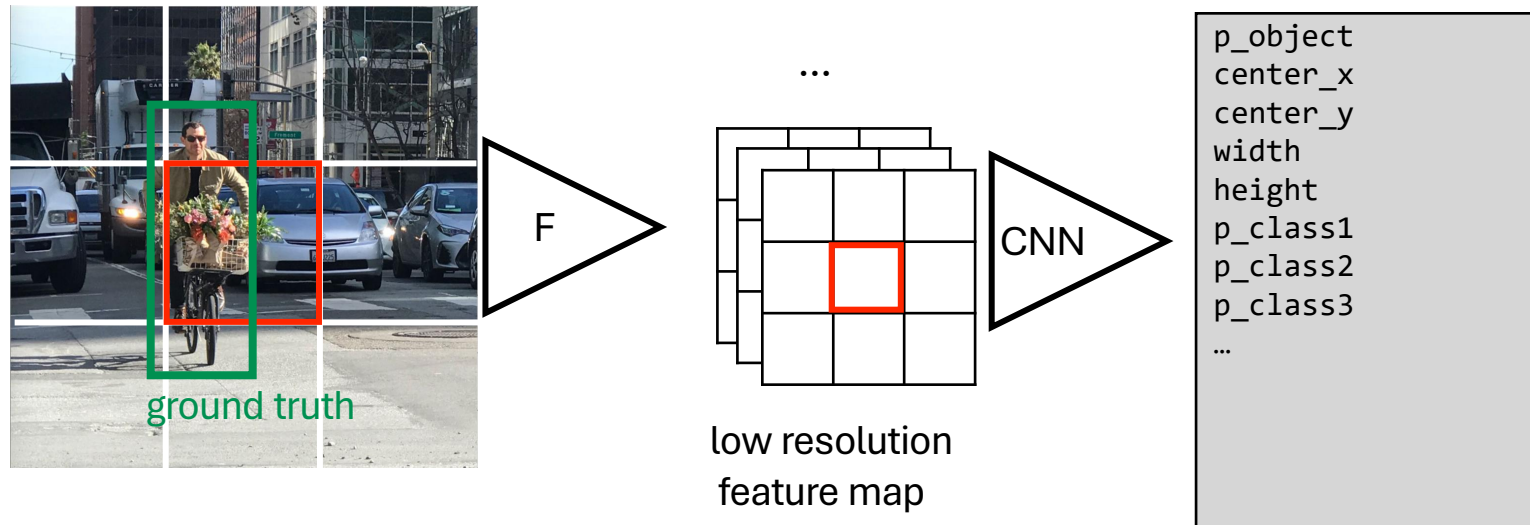 ground truth
F
...
low resolution
feature map
CNN
p_object
center_x
center_y
width
height
p_class1
p_class2
p_class3
…